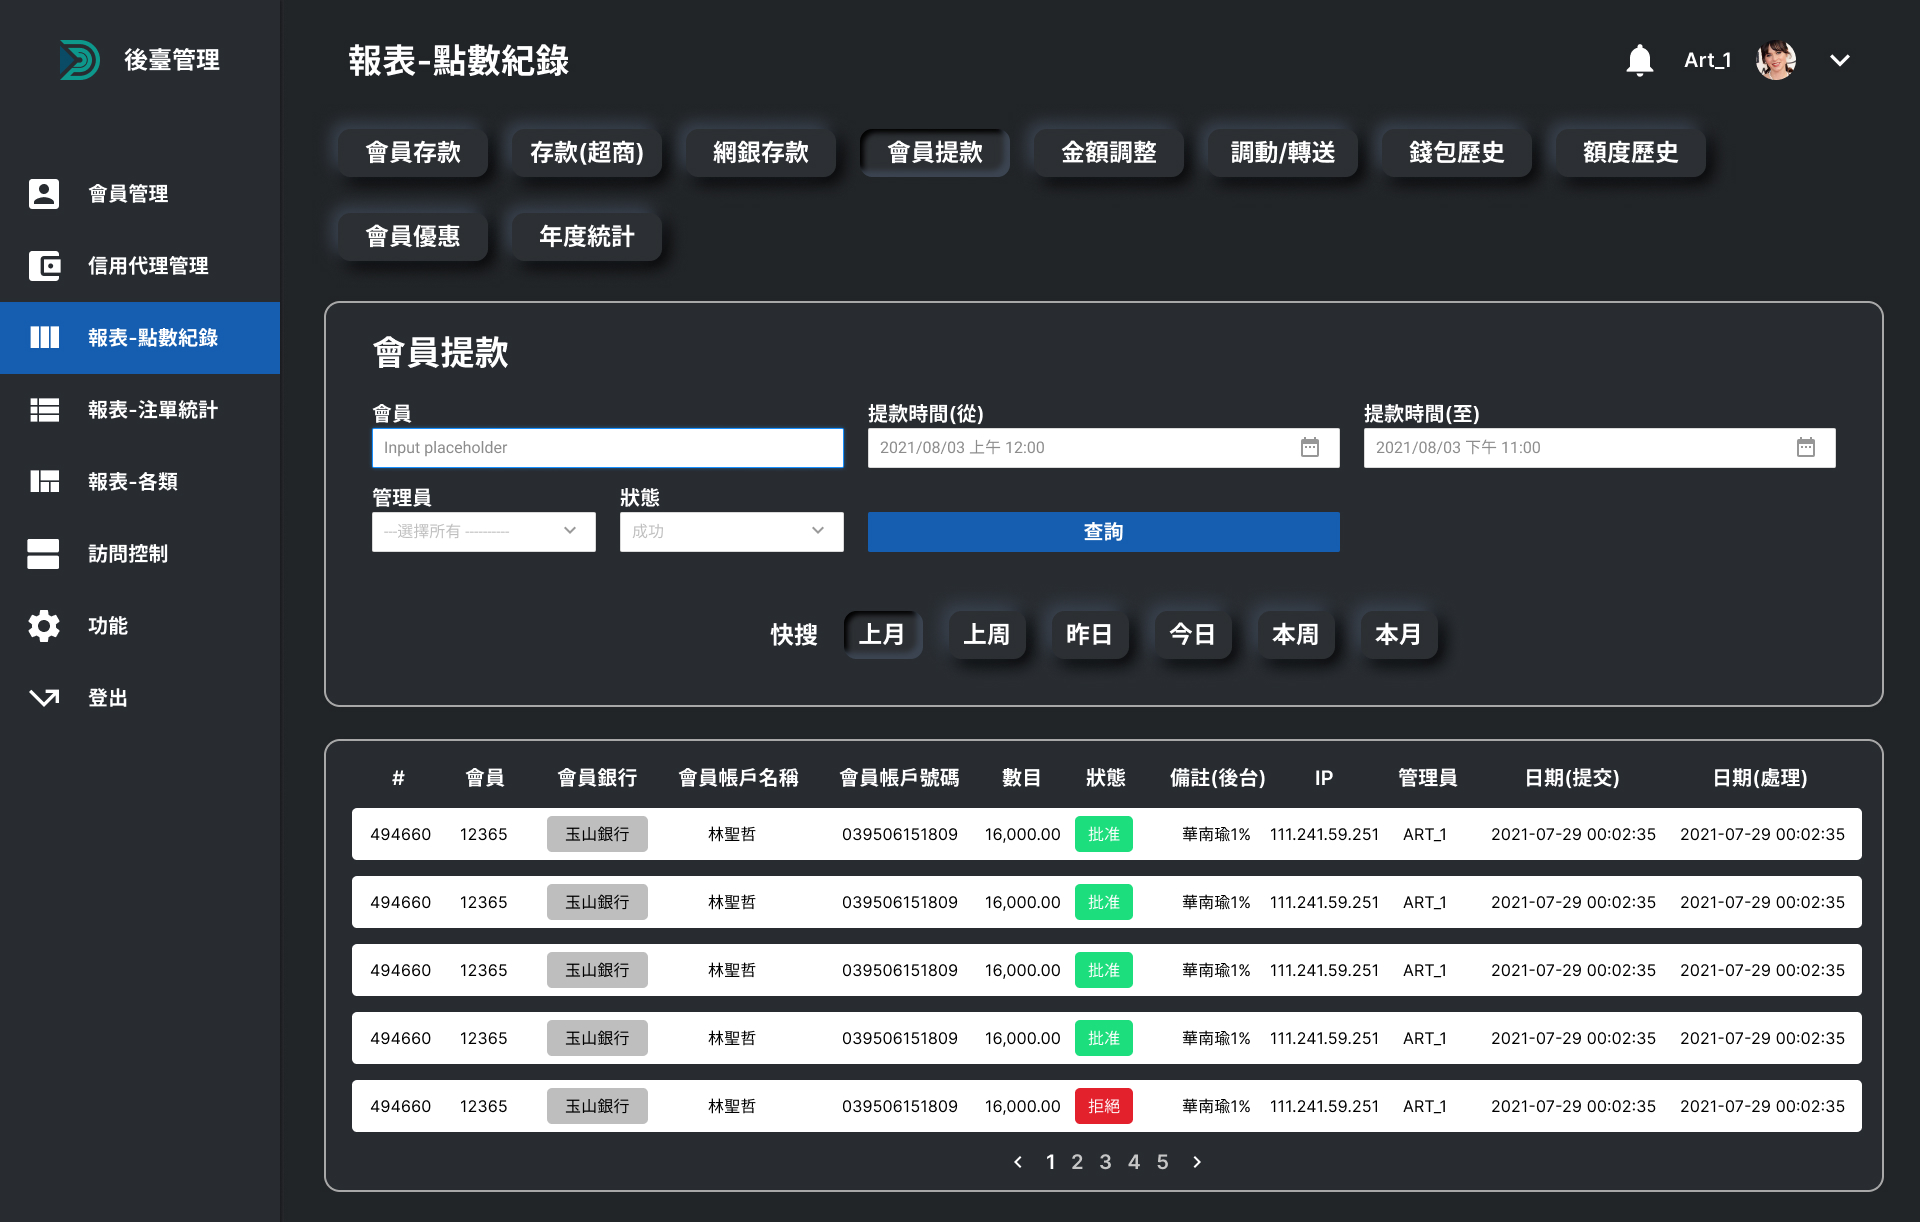 後臺管理
報表-點數紀錄
Art_1
會員管理
信用代理管理
報表-點數紀錄
報表-注單統計
報表-各類
訪問控制
功能
登出
會員存款 存款(超商) 網銀存款 會員提款 金額調整 調動/轉送 錢包歷史 額度歷史
會員優惠 年度統計
會員提款
會員 提款時間(從) 提款時間(至)
Input placeholder 2021/08/03 上午 12:00 2021/08/03 下午 11:00
管理員 狀態
---選擇所有 ---------- 成功 查詢
快搜 上月 上周 昨日 今日 本周 本月
# 會員 會員銀行 會員帳戶名稱 會員帳戶號碼 數目 狀態 備註(後台) IP 管理員 日期(提交) 日期(處理)
494660 12365 玉山銀行 林聖哲 039506151809 16,000.00 批准 華南瑜1% 111.241.59.251 ART_1 2021-07-29 00:02:35 2021-07-29 00:02:35
494660 12365 玉山銀行 林聖哲 039506151809 16,000.00 批准 華南瑜1% 111.241.59.251 ART_1 2021-07-29 00:02:35 2021-07-29 00:02:35
494660 12365 玉山銀行 林聖哲 039506151809 16,000.00 批准 華南瑜1% 111.241.59.251 ART_1 2021-07-29 00:02:35 2021-07-29 00:02:35
494660 12365 玉山銀行 林聖哲 039506151809 16,000.00 批准 華南瑜1% 111.241.59.251 ART_1 2021-07-29 00:02:35 2021-07-29 00:02:35
494660 12365 玉山銀行 林聖哲 039506151809 16,000.00 拒絕 華南瑜1% 111.241.59.251 ART_1 2021-07-29 00:02:35 2021-07-29 00:02:35
1 2 3 4 5